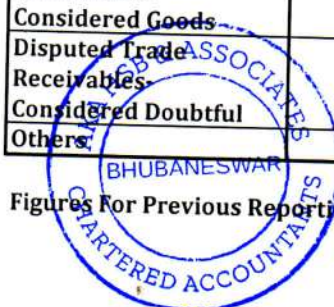 Considered Goods
Disputed Trade
Receivables-
Considered Doubtful
Others
& ASSOCIATES
BHUBANESWAR
CHARTERED ACCOUNTANTS
Figures For Previous Reporti